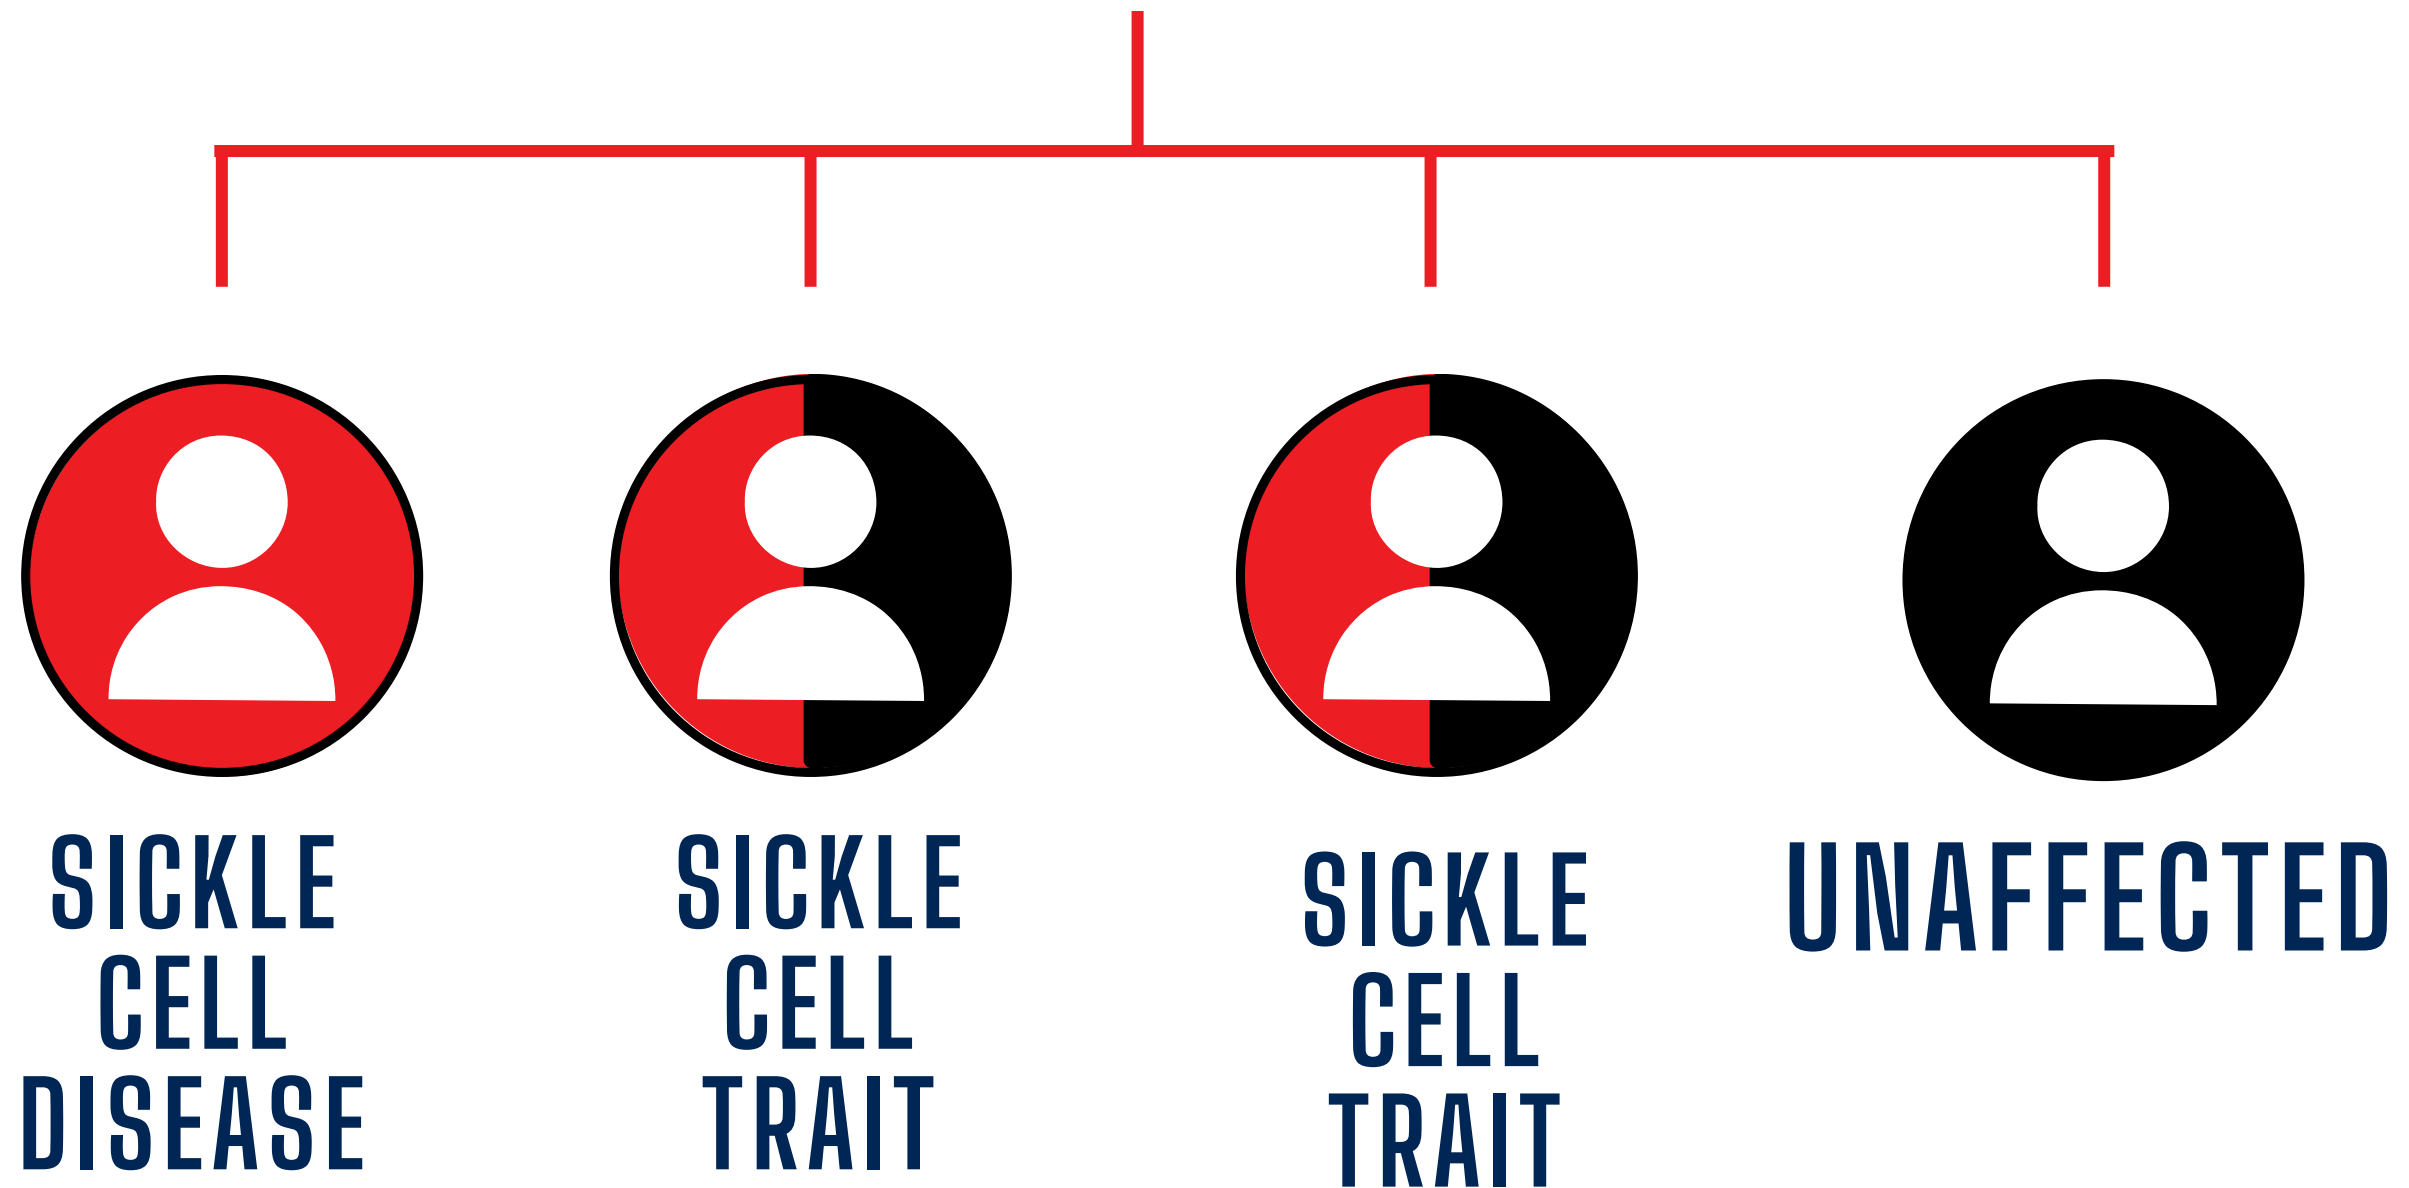 SICKLE
CELL
DISEASE
SICKLE
CELL
TRAIT
SICKLE
CELL
TRAIT
UNAFFECTED